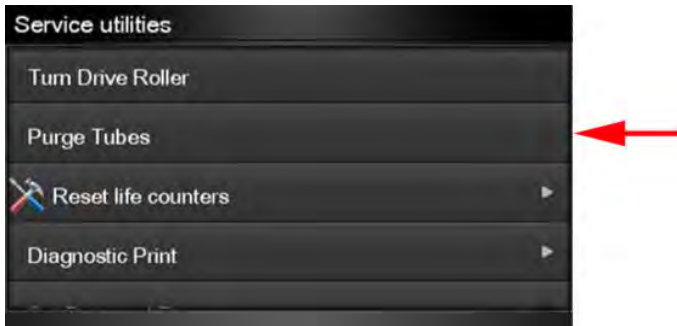 Service utilities
Turn Drive Roller
Purge Tubes
Reset life counters
Diagnostic Print